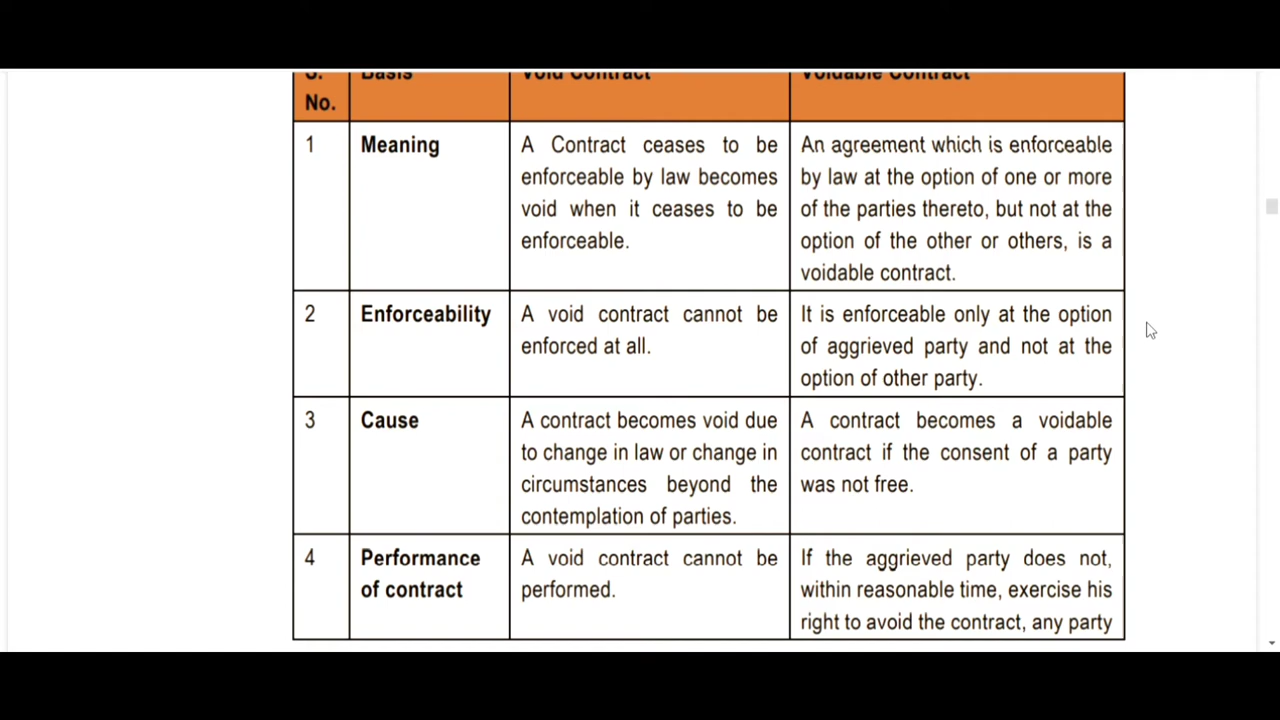 S. Basis Void Contract Voidable Contract
No.
1 Meaning A Contract ceases to be An agreement which is enforceable
enforceable by law becomes by law at the option of one or more
void when it ceases to be of the parties thereto, but not at the
enforceable. option of the other or others, is a
voidable contract.
2 Enforceability A void contract cannot be It is enforceable only at the option
enforced at all. of aggrieved party and not at the
option of other party.
3 Cause A contract becomes void due A contract becomes a voidable
to change in law or change in contract if the consent of a party
circumstances beyond the was not free.
contemplation of parties.
4 Performance A void contract cannot be If the aggrieved party does not,
of contract performed. within reasonable time, exercise his
right to avoid the contract, any party